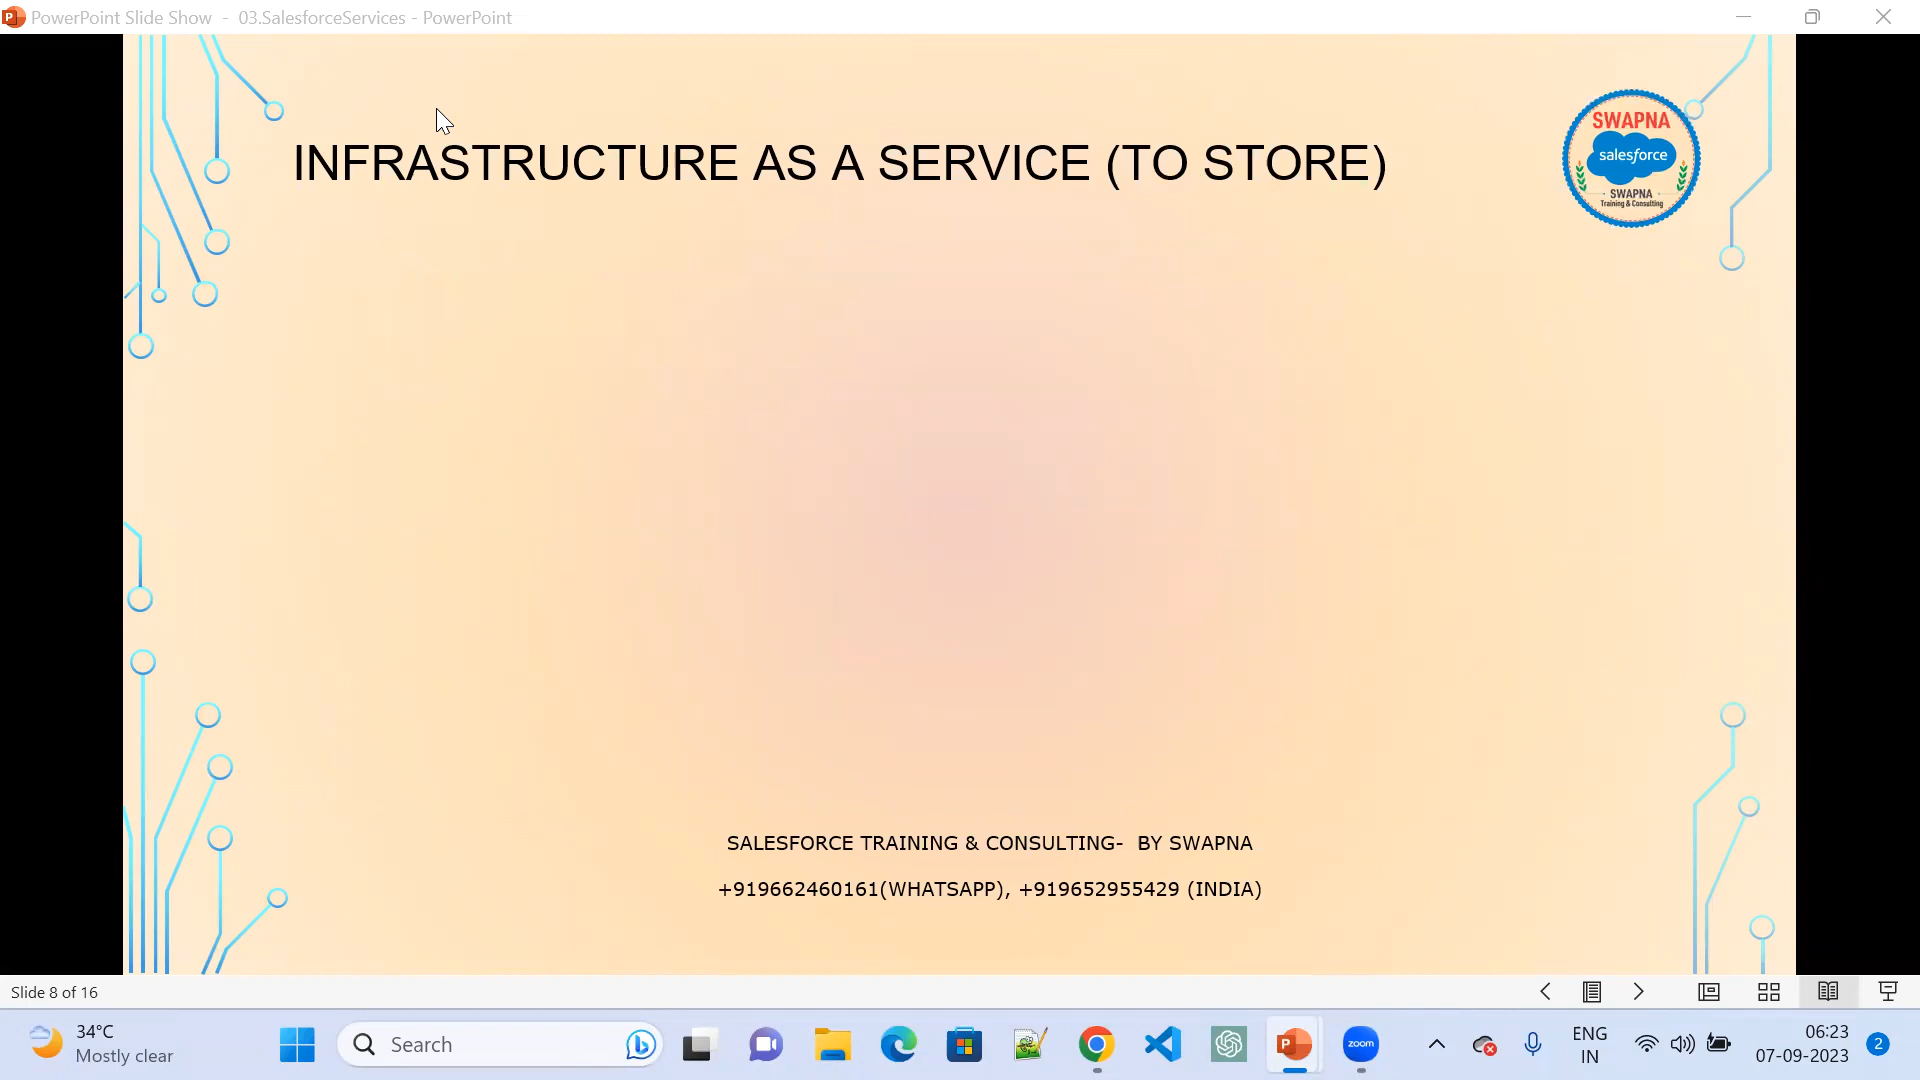 PowerPoint Slide Show - 03.SalesforceServices - PowerPoint
INFRASTRUCTURE AS A SERVICE (TO STORE)
SWAPNA
salesforce
SWAPNA
Training & Consulting
SALESFORCE TRAINING & CONSULTING- BY SWAPNA
+919662460161(WHATSAPP), +919652955429 (INDIA)
Slide 8 of 16
34°C
Mostly clear
Search
zoom
ENG
IN
06:23
07-09-2023
2